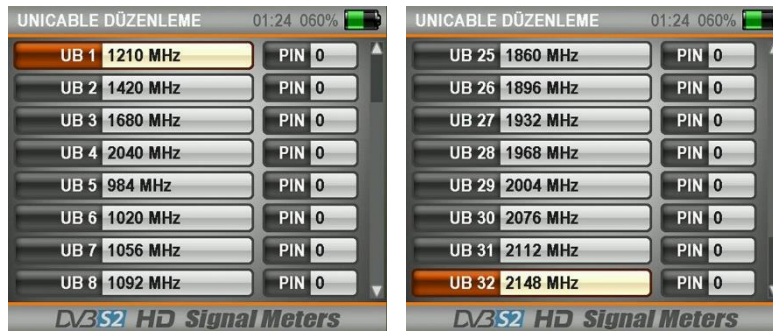 UNICABLE DÜZENLEME 01:24 060%
UB 1 1210 MHz PIN 0
UB 2 1420 MHz PIN 0
UB 3 1680 MHz PIN 0
UB 4 2040 MHz PIN 0
UB 5 984 MHz PIN 0
UB 6 1020 MHz PIN 0
UB 7 1056 MHz PIN 0
UB 8 1092 MHz PIN 0
DVB S2 HD Signal Meters
UNICABLE DÜZENLEME 01:24 060%
UB 25 1860 MHz PIN 0
UB 26 1896 MHz PIN 0
UB 27 1932 MHz PIN 0
UB 28 1968 MHz PIN 0
UB 29 2004 MHz PIN 0
UB 30 2076 MHz PIN 0
UB 31 2112 MHz PIN 0
UB 32 2148 MHz PIN 0
DVB S2 HD Signal Meters